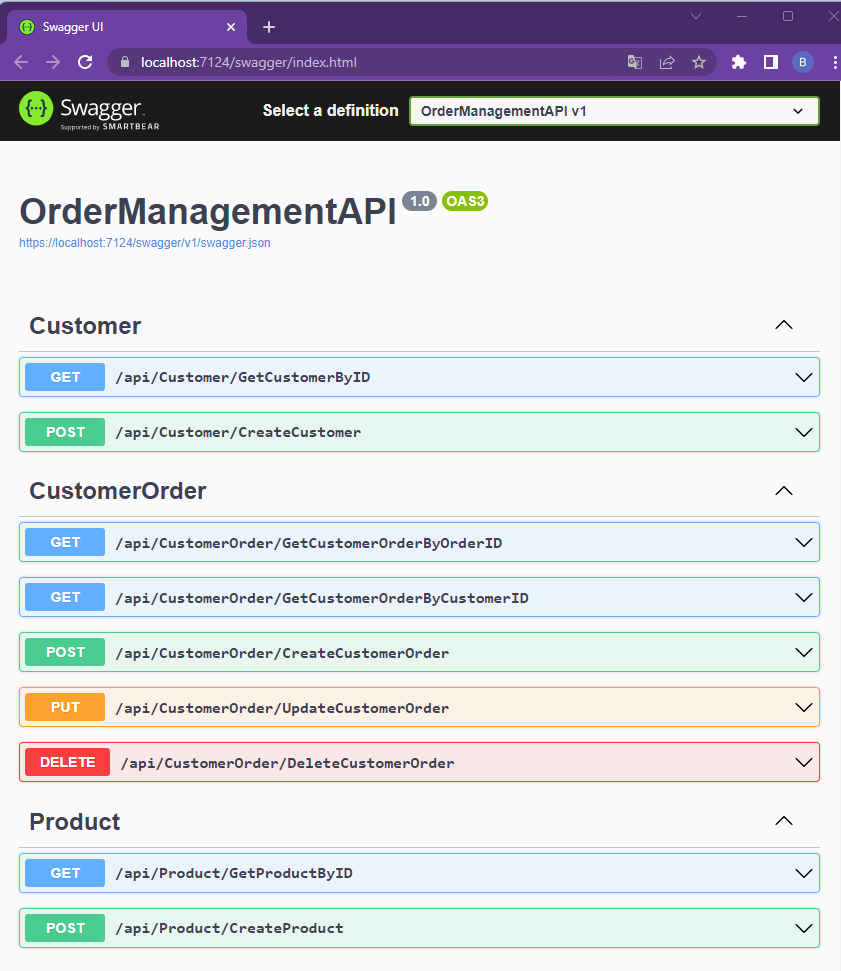 Swagger UI
localhost:7124/swagger/index.html
B
{···} Swagger
Supported by SMARTBEAR
Select a definition
OrderManagementAPI v1
OrderManagementAPI 1.0 OAS3
https://localhost:7124/swagger/v1/swagger.json
Customer
GET /api/Customer/GetCustomerByID
POST /api/Customer/CreateCustomer
CustomerOrder
GET /api/CustomerOrder/GetCustomerOrderByOrderID
GET /api/CustomerOrder/GetCustomerOrderByCustomerID
POST /api/CustomerOrder/CreateCustomerOrder
PUT /api/CustomerOrder/UpdateCustomerOrder
DELETE /api/CustomerOrder/DeleteCustomerOrder
Product
GET /api/Product/GetProductByID
POST /api/Product/CreateProduct